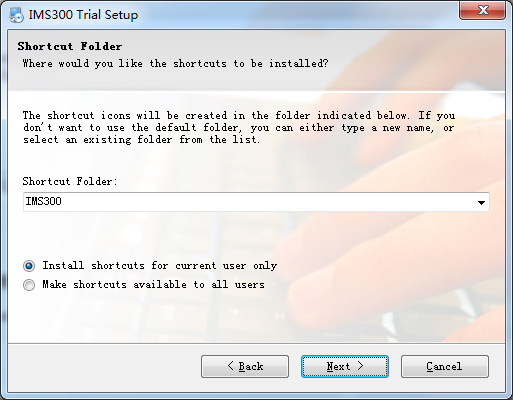 IMS300 Trial Setup
Shortcut Folder
Where would you like the shortcuts to be installed?
The shortcut icons will be created in the folder indicated below. If you
don't want to use the default folder, you can either type a new name, or
select an existing folder from the list.
Shortcut Folder:
IMS300
Install shortcuts for current user only
Make shortcuts available to all users
< Back
Next >
Cancel